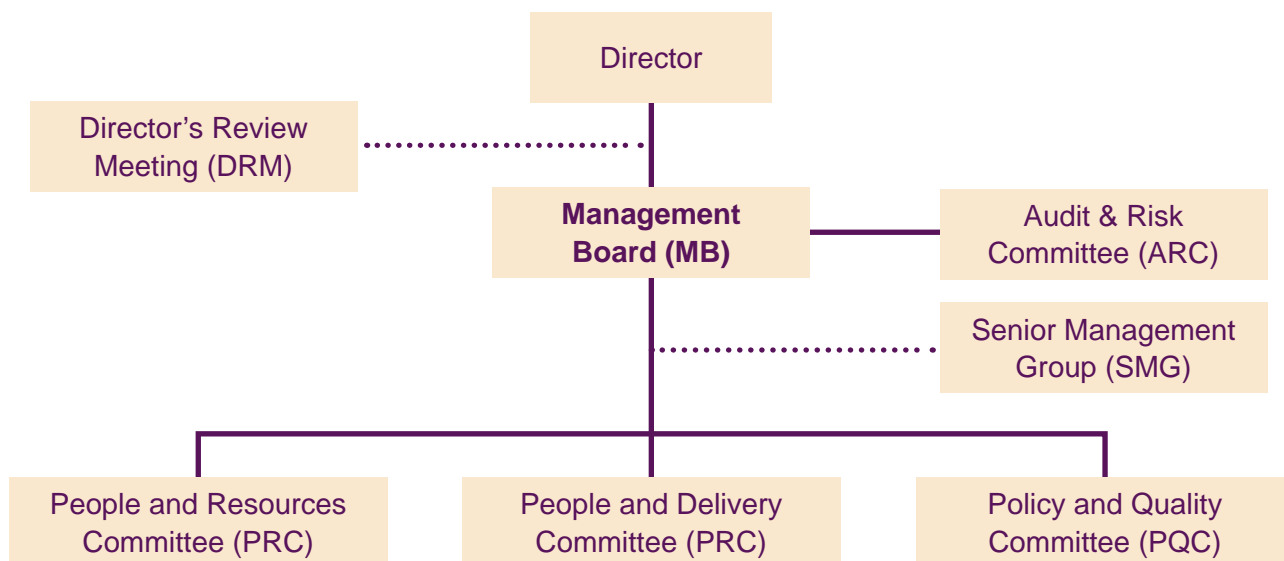 Director
Director’s Review
Meeting (DRM)
Management
Board (MB)
Audit & Risk
Committee (ARC)
Senior Management
Group (SMG)
People and Resources
Committee (PRC)
People and Delivery
Committee (PRC)
Policy and Quality
Committee (PQC)